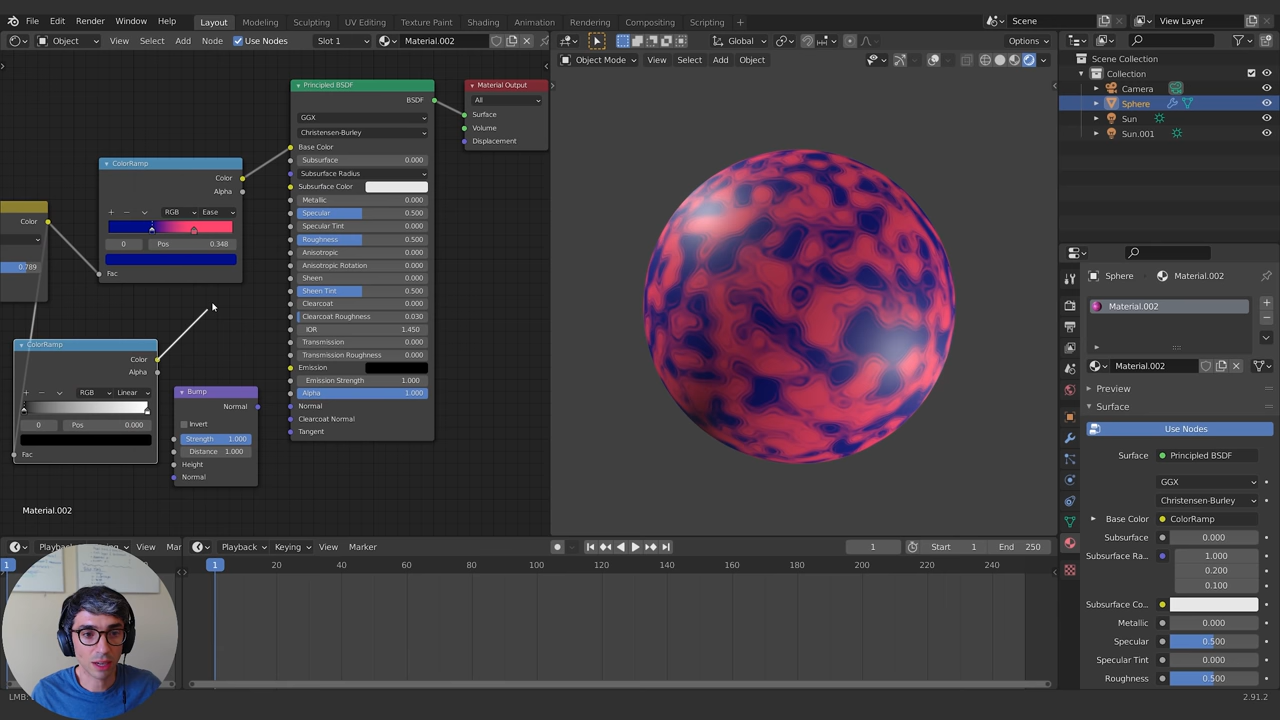 File Edit Render Window Help Layout Modeling Sculpting UV Editing Texture Paint Shading Animation Rendering Compositing Scripting + Scene View Layer
Object View Select Add Node Use Nodes Slot 1 Material.002 Global Options
Object Mode View Select Add Object
Scene Collection
Collection
Camera
Sphere
Sun
Sun.001
Principled BSDF
BSDF
GGX
Christensen-Burley
Base Color
Subsurface 0.000
Subsurface Radius
Subsurface Color
Metallic 0.000
Specular 0.500
Specular Tint 0.000
Roughness 0.500
Anisotropic 0.000
Anisotropic Rotation 0.000
Sheen 0.000
Sheen Tint 0.500
Clearcoat 0.000
Clearcoat Roughness 0.030
IOR 1.450
Transmission 0.000
Transmission Roughness 0.000
Emission
Emission Strength 1.000
Alpha 1.000
Normal
Clearcoat Normal
Tangent
Material Output
All
Surface
Volume
Displacement
ColorRamp
Color
Alpha
RGB Ease
0 Pos 0.348
Fac
Color
0.789
ColorRamp
Color
Alpha
RGB Linear
0 Pos 0.000
Fac
Bump
Normal
Invert
Strength 1.000
Distance 1.000
Height
Normal
Material.002
Sphere Material.002
Material.002
Material.002
Preview
Surface
Use Nodes
Surface Principled BSDF
GGX
Christensen-Burley
Base Color ColorRamp
Subsurface 0.000
Subsurface Ra... 1.000
0.200
0.100
Subsurface Co...
Metallic 0.000
Specular 0.500
Specular Tint 0.000
Roughness 0.500
Playback View Mar
Playback Keying View Marker 1 Start 1 End 250
1
1 20 40 60 80 100 120 140 160 180 200 220 240
LMB:
2.91.2